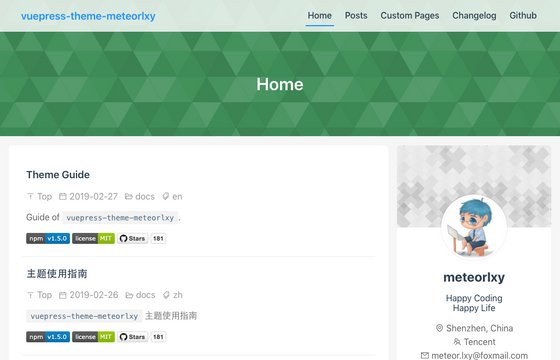 vuepress-theme-meteorlxy
Home Posts Custom Pages Changelog Github
Home
Theme Guide
Top 2019-02-27 docs en
Guide of vuepress-theme-meteorlxy.
npm v1.5.0 license MIT Stars 181
主题使用指南
Top 2019-02-26 docs zh
vuepress-theme-meteorlxy 主题使用指南
npm v1.5.0 license MIT Stars 181
meteorlxy
Happy Coding
Happy Life
Shenzhen, China
Tencent
meteor.lxy@foxmail.com